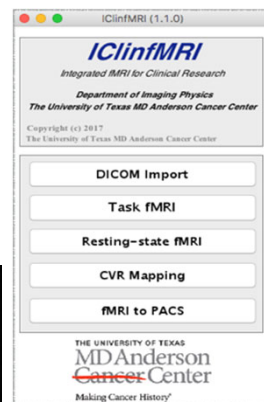 IClinfMRI (1.1.0)
IClinfMRI
Integrated fMRI for Clinical Research
Department of Imaging Physics
The University of Texas MD Anderson Cancer Center
Copyright (c) 2017
The University of Texas MD Anderson Cancer Center
DICOM Import
Task fMRI
Resting-state fMRI
CVR Mapping
fMRI to PACS
THE UNIVERSITY OF TEXAS
MD Anderson
Cancer Center
Making Cancer History®